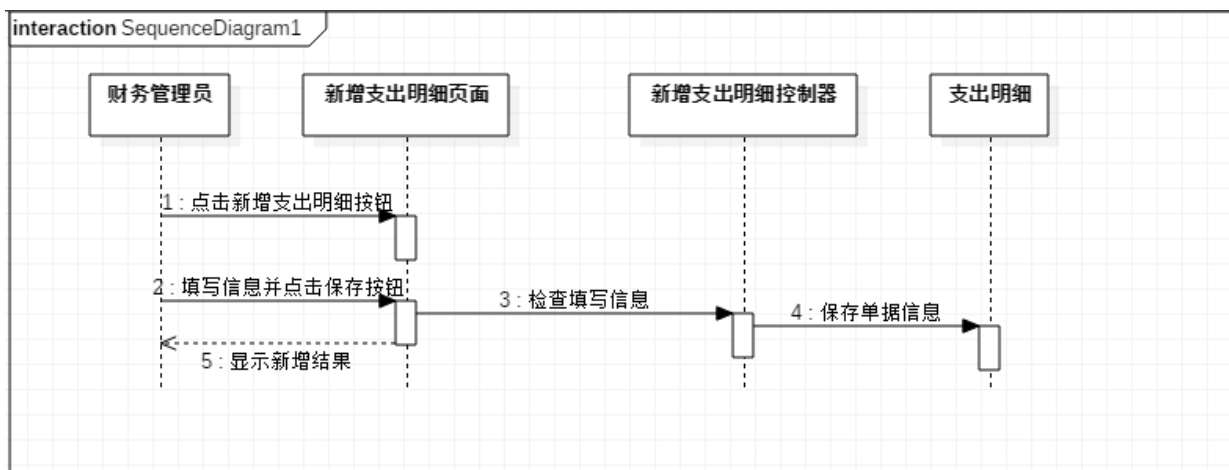 interaction SequenceDiagram1
财务管理员
新增支出明细页面
新增支出明细控制器
支出明细
1 : 点击新增支出明细按钮
2 : 填写信息并点击保存按钮
3 : 检查填写信息
4 : 保存单据信息
5 : 显示新增结果